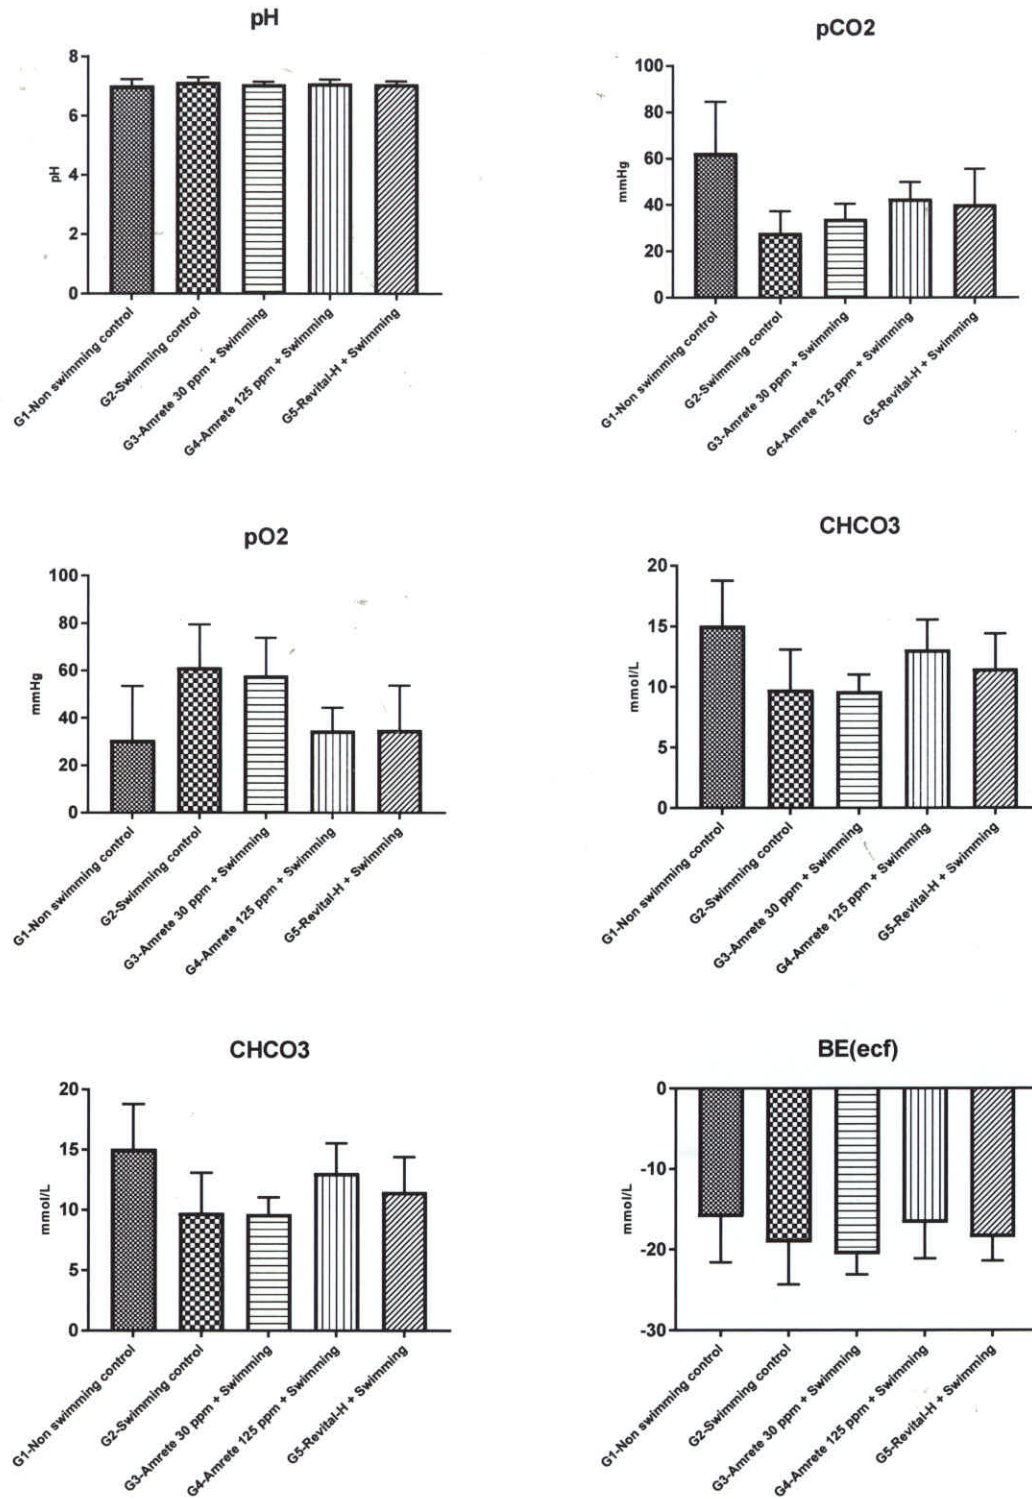 pH
8
6
4
2
0
pH
G1-Non swimming control
G2-Swimming control
G3-Amrete 30 ppm + Swimming
G4-Amrete 125 ppm + Swimming
G5-Revital-H + Swimming
pCO2
100
80
60
40
20
0
mmHg
G1-Non swimming control
G2-Swimming control
G3-Amrete 30 ppm + Swimming
G4-Amrete 125 ppm + Swimming
G5-Revital-H + Swimming
pO2
100
80
60
40
20
0
mmHg
G1-Non swimming control
G2-Swimming control
G3-Amrete 30 ppm + Swimming
G4-Amrete 125 ppm + Swimming
G5-Revital-H + Swimming
CHCO3
20
15
10
5
0
mmol/L
G1-Non swimming control
G2-Swimming control
G3-Amrete 30 ppm + Swimming
G4-Amrete 125 ppm + Swimming
G5-Revital-H + Swimming
CHCO3
20
15
10
5
0
mmol/L
G1-Non swimming control
G2-Swimming control
G3-Amrete 30 ppm + Swimming
G4-Amrete 125 ppm + Swimming
G5-Revital-H + Swimming
BE(ecf)
0
-10
-20
-30
mmol/L
G1-Non swimming control
G2-Swimming control
G3-Amrete 30 ppm + Swimming
G4-Amrete 125 ppm + Swimming
G5-Revital-H + Swimming